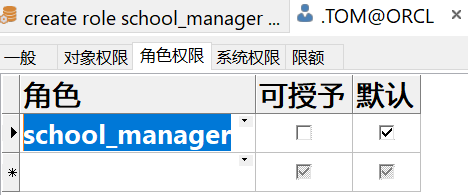 create role school_manager ...
.TOM@ORCL
一般 对象权限 角色权限 系统权限 限额
角色 可授予 默认
school_manager